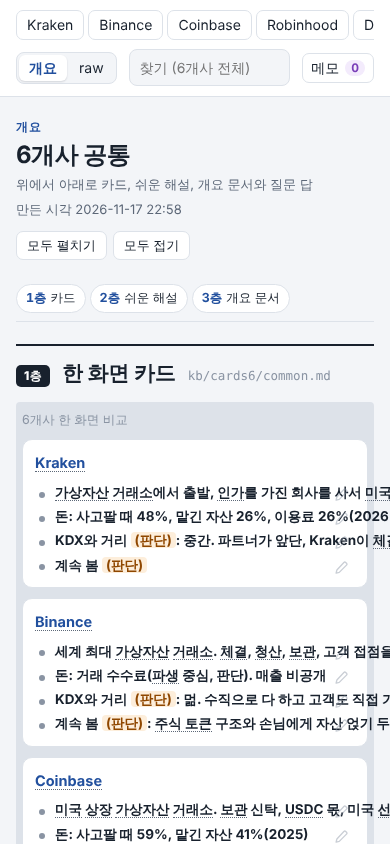 Kraken Binance Coinbase Robinhood D
개요 raw 찾기 (6개사 전체) 메모 0
개요
6개사 공통
위에서 아래로 카드, 쉬운 해설, 개요 문서와 질문 답
만든 시각 2026-11-17 22:58
모두 펼치기 모두 접기
1층 카드 2층 쉬운 해설 3층 개요 문서
1층 한 화면 카드 kb/cards6/common.md
6개사 한 화면 비교
Kraken
가상자산 거래소에서 출발, 인가를 가진 회사를 사서 미국
돈: 사고팔 때 48%, 맡긴 자산 26%, 이용료 26%(2026
KDX와 거리 (판단): 중간. 파트너가 앞단, Kraken이 체결
계속 봄 (판단)
Binance
세계 최대 가상자산 거래소. 체결, 청산, 보관, 고객 접점을
돈: 거래 수수료(파생 중심, 판단). 매출 비공개
KDX와 거리 (판단): 멂. 수직으로 다 하고 고객도 직접 가
계속 봄 (판단): 주식 토큰 구조와 손님에게 자산 얹기 두
Coinbase
미국 상장 가상자산 거래소. 보관 신탁, USDC 몫, 미국 선
돈: 사고팔 때 59%, 맡긴 자산 41%(2025)